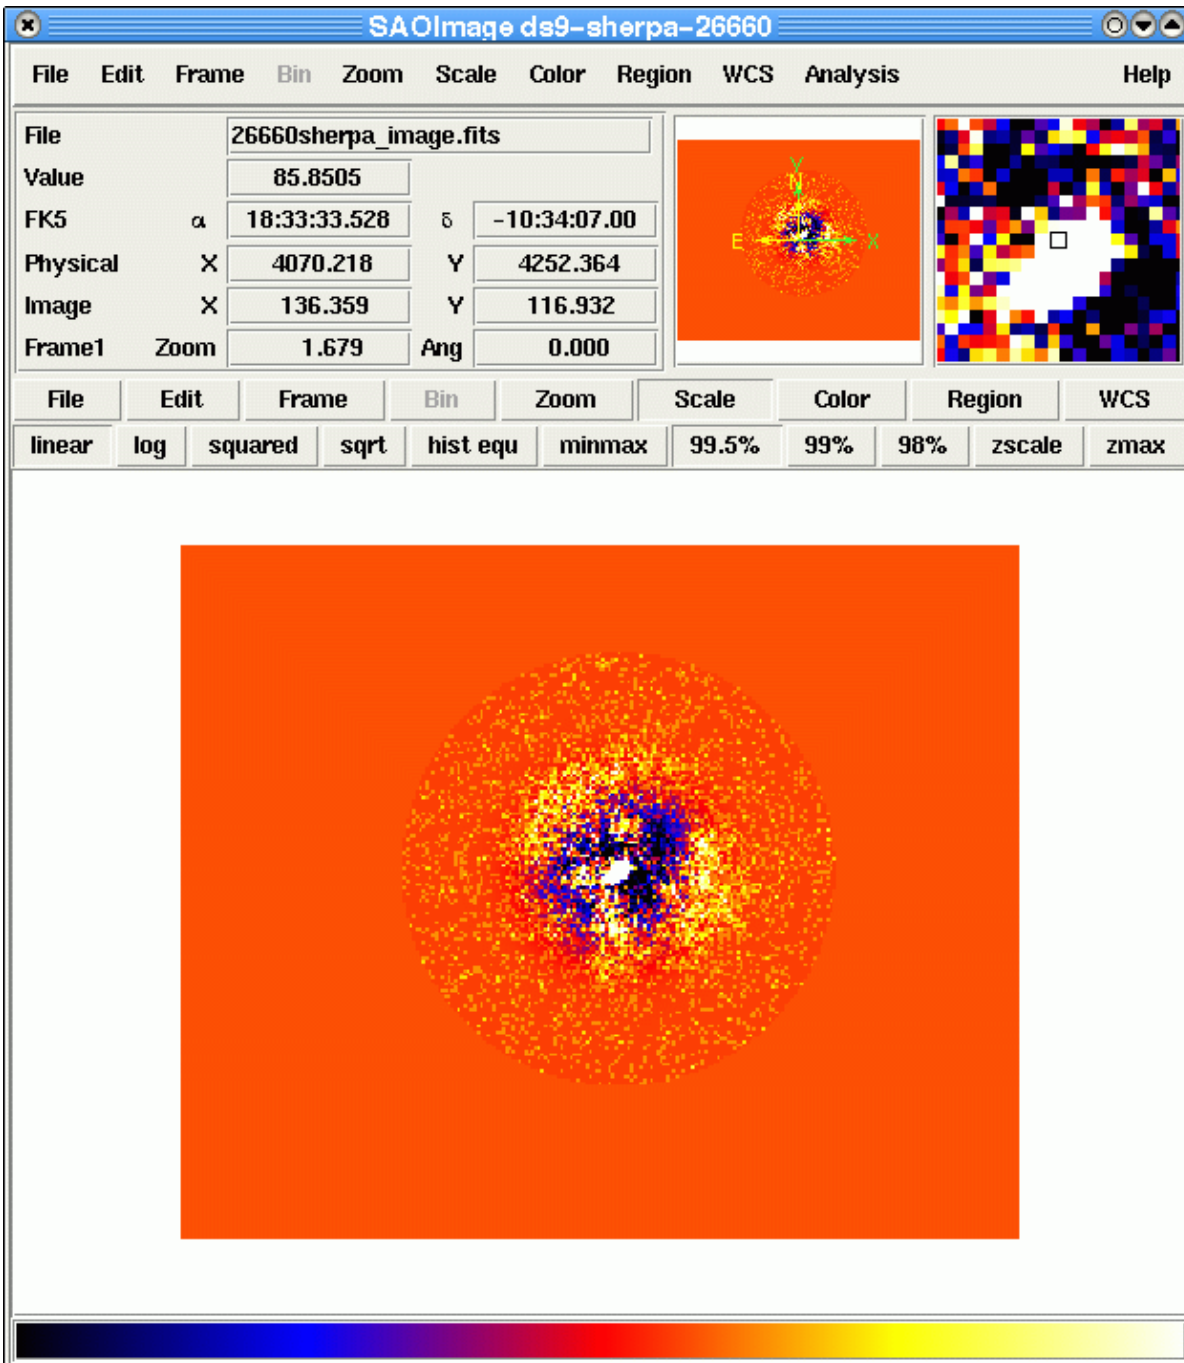 SAOImage ds9-sherpa-26660
File Edit Frame Bin Zoom Scale Color Region WCS Analysis Help
File 26660sherpa_image.fits
Value 85.8505
FK5 α 18:33:33.528 δ -10:34:07.00
Physical X 4070.218 Y 4252.364
Image X 136.359 Y 116.932
Frame1 Zoom 1.679 Ang 0.000
Y
N
E X
File Edit Frame Bin Zoom Scale Color Region WCS
linear log squared sqrt hist equ minmax 99.5% 99% 98% zscale zmax